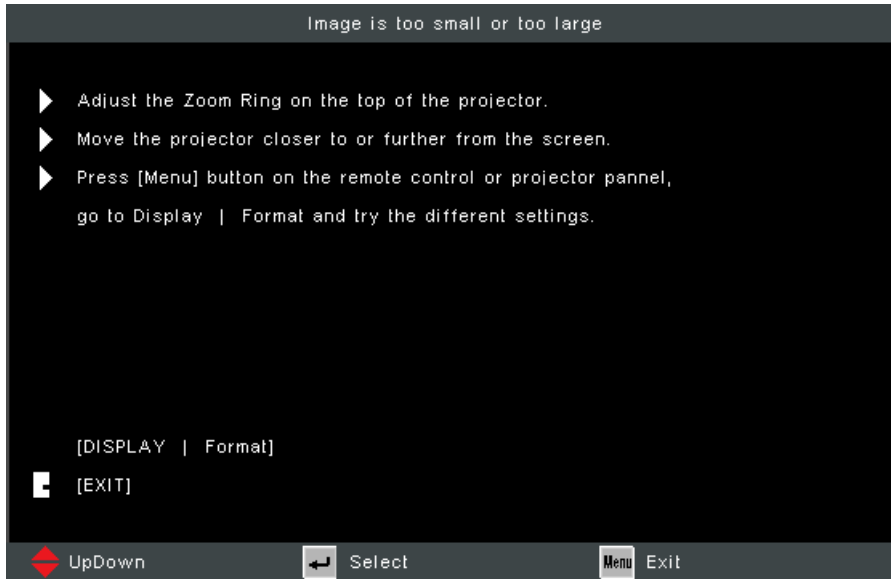 Image is too small or too large
Adjust the Zoom Ring on the top of the projector.
Move the projector closer to or further from the screen.
Press [Menu] button on the remote control or projector pannel,
go to Display | Format and try the different settings.
[DISPLAY | Format]
[EXIT]
UpDown Select Menu Exit